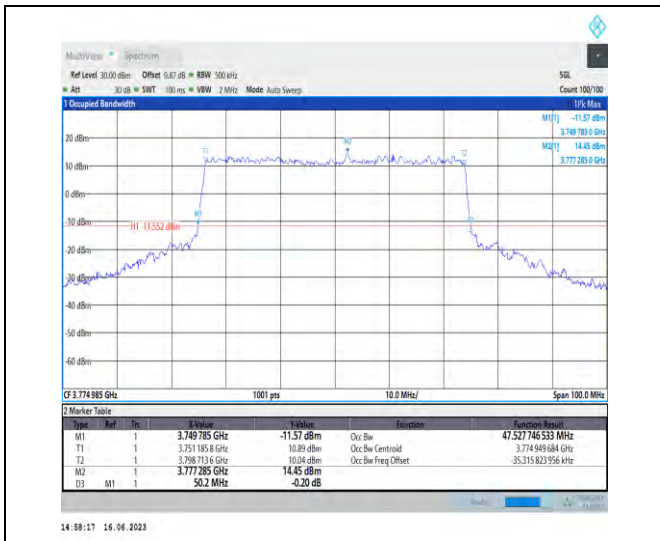 MultiView Spectrum
Ref Level 30.00 dBm Offset 9.87 dB RBW 500 kHz SGL
Att 30 dB SWT 100 ms VBW 2 MHz Mode Auto Sweep Count 100/100
1 Occupied Bandwidth 1Pk Max
M1[1] -11.57 dBm
3.749 785 0 GHz
M2[1] 14.45 dBm
3.777 285 0 GHz
20 dBm
M2
T1 T2
10 dBm
0 dBm
M1
-10 dBm
H1 -11.552 dBm
-20 dBm
-30 dBm
-40 dBm
-50 dBm
-60 dBm
CF 3.774 985 GHz 1001 pts 10.0 MHz/ Span 100.0 MHz
2 Marker Table
Type Ref Trc X-Value Y-Value Function Function Result
M1 1 3.749 785 GHz -11.57 dBm Occ Bw 47.527 746 533 MHz
T1 1 3.751 185 8 GHz 10.89 dBm Occ Bw Centroid 3.774 949 684 GHz
T2 1 3.798 713 6 GHz 10.04 dBm Occ Bw Freq Offset -35.315 823 956 kHz
M2 1 3.777 285 GHz 14.45 dBm
D3 M1 1 50.2 MHz -0.20 dB
14:58:17 16.06.2023